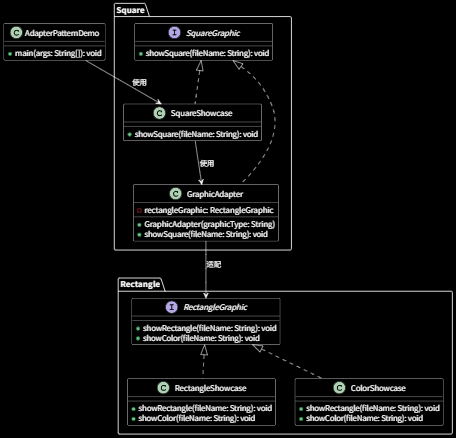 Square
AdapterPatternDemo
main(args: String[]): void
I SquareGraphic
showSquare(fileName: String): void
使用
C SquareShowcase
showSquare(fileName: String): void
使用
C GraphicAdapter
rectangleGraphic: RectangleGraphic
GraphicAdapter(graphicType: String)
showSquare(fileName: String): void
适配
Rectangle
I RectangleGraphic
showRectangle(fileName: String): void
showColor(fileName: String): void
C RectangleShowcase
showRectangle(fileName: String): void
showColor(fileName: String): void
C ColorShowcase
showRectangle(fileName: String): void
showColor(fileName: String): void